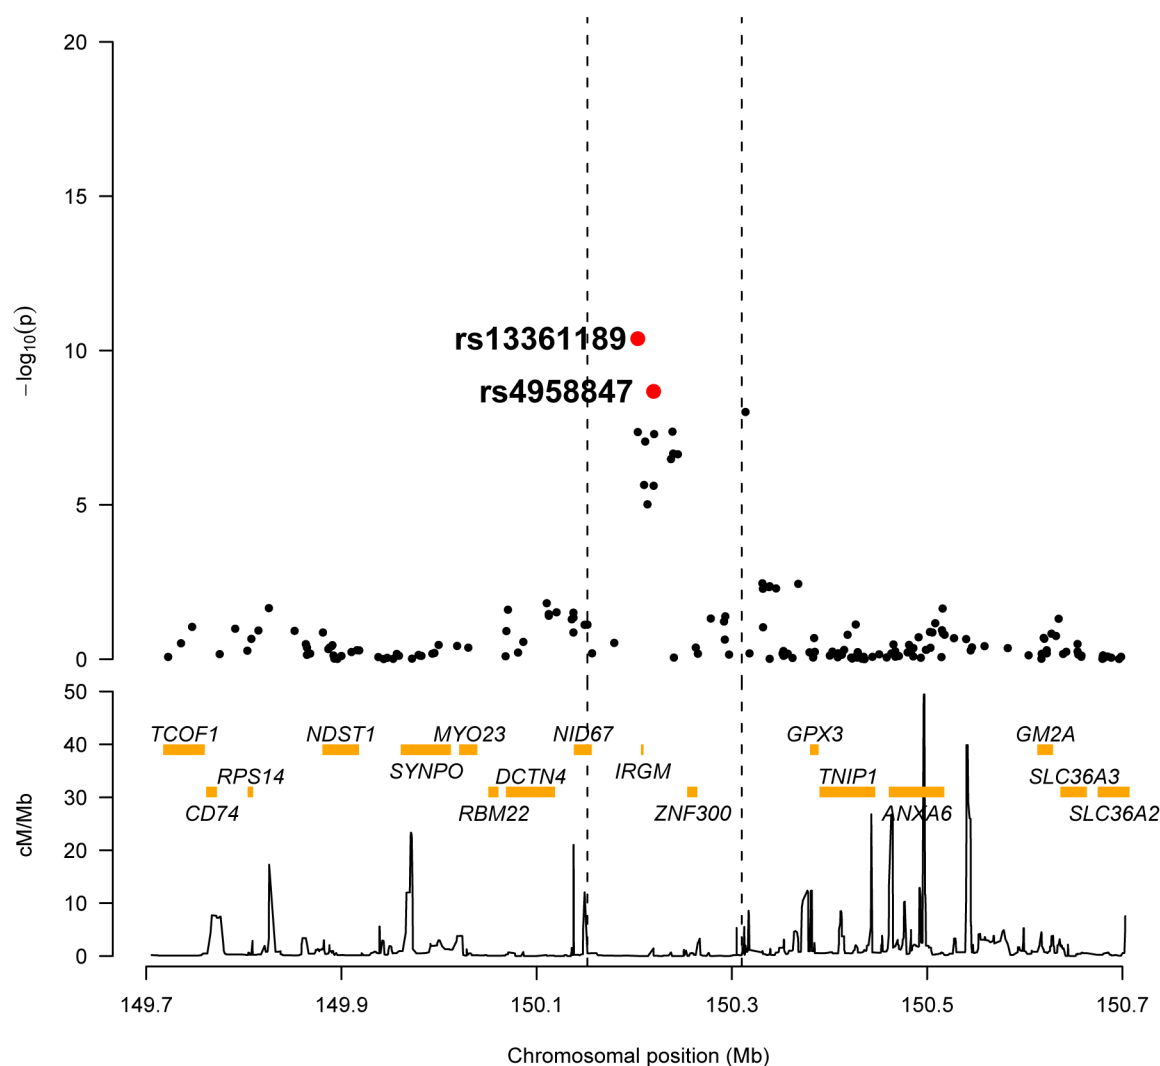 20
15
10
5
0
−log10(p)
rs13361189
rs4958847
50
40
30
20
10
0
cM/Mb
TCOF1
NDST1
MYO23
NID67
GPX3
GM2A
RPS14
SYNPO
DCTN4
IRGM
TNIP1
SLC36A3
CD74
RBM22
ZNF300
ANXA6
SLC36A2
149.7
149.9
150.1
150.3
150.5
150.7
Chromosomal position (Mb)